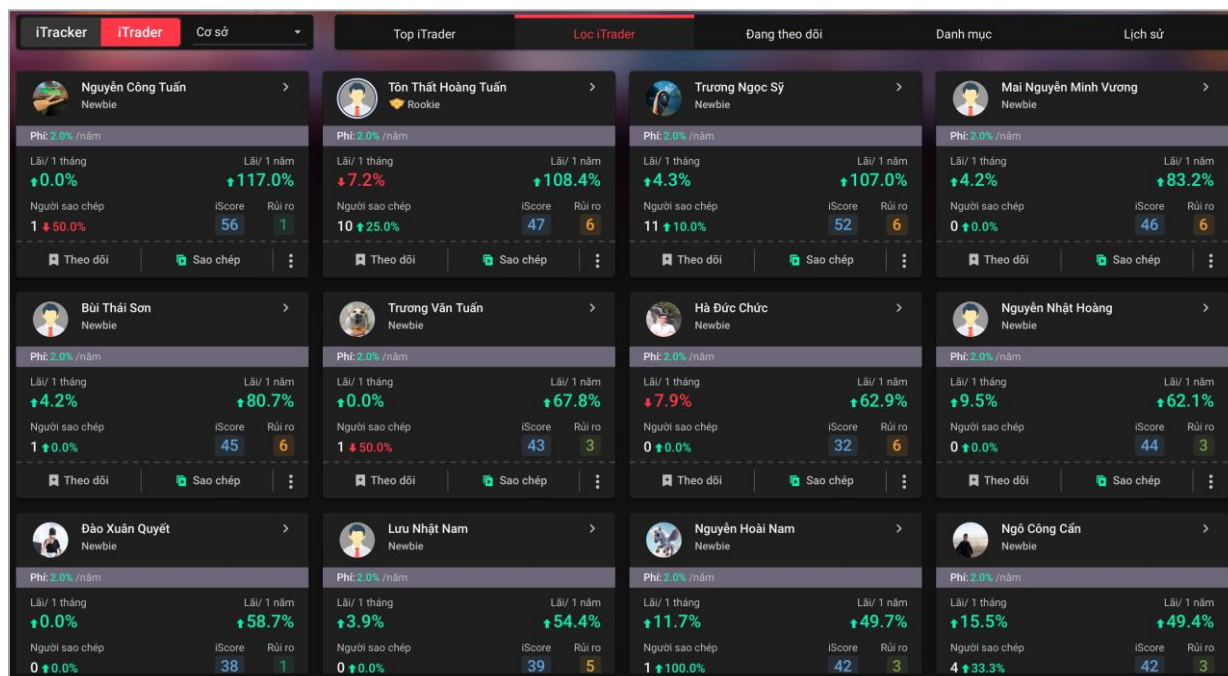 iTracker iTrader Cơ sở Top iTrader Lọc iTrader Đang theo dõi Danh mục Lịch sử
Nguyễn Công Tuấn
Newbie
Phí: 2.0% /năm
Lãi/ 1 tháng Lãi/ 1 năm
0.0% 117.0%
Người sao chép iScore Rủi ro
1 50.0% 56 1
Theo dõi Sao chép
Tôn Thất Hoàng Tuấn
Rookie
Phí: 2.0% /năm
Lãi/ 1 tháng Lãi/ 1 năm
7.2% 108.4%
Người sao chép iScore Rủi ro
10 25.0% 47 6
Theo dõi Sao chép
Trương Ngọc Sỹ
Newbie
Phí: 2.0% /năm
Lãi/ 1 tháng Lãi/ 1 năm
4.3% 107.0%
Người sao chép iScore Rủi ro
11 10.0% 52 6
Theo dõi Sao chép
Mai Nguyễn Minh Vương
Newbie
Phí: 2.0% /năm
Lãi/ 1 tháng Lãi/ 1 năm
4.2% 83.2%
Người sao chép iScore Rủi ro
0 0.0% 46 6
Theo dõi Sao chép
Bùi Thái Sơn
Newbie
Phí: 2.0% /năm
Lãi/ 1 tháng Lãi/ 1 năm
4.2% 80.7%
Người sao chép iScore Rủi ro
1 0.0% 45 6
Theo dõi Sao chép
Trương Văn Tuấn
Newbie
Phí: 2.0% /năm
Lãi/ 1 tháng Lãi/ 1 năm
0.0% 67.8%
Người sao chép iScore Rủi ro
1 50.0% 43 3
Theo dõi Sao chép
Hà Đức Chức
Newbie
Phí: 2.0% /năm
Lãi/ 1 tháng Lãi/ 1 năm
7.9% 62.9%
Người sao chép iScore Rủi ro
0 0.0% 32 6
Theo dõi Sao chép
Nguyễn Nhật Hoàng
Newbie
Phí: 2.0% /năm
Lãi/ 1 tháng Lãi/ 1 năm
9.5% 62.1%
Người sao chép iScore Rủi ro
0 0.0% 44 3
Theo dõi Sao chép
Đào Xuân Quyết
Newbie
Phí: 2.0% /năm
Lãi/ 1 tháng Lãi/ 1 năm
0.0% 58.7%
Người sao chép iScore Rủi ro
0 0.0% 38 1
Lưu Nhật Nam
Newbie
Phí: 2.0% /năm
Lãi/ 1 tháng Lãi/ 1 năm
3.9% 54.4%
Người sao chép iScore Rủi ro
0 0.0% 39 5
Nguyễn Hoài Nam
Newbie
Phí: 2.0% /năm
Lãi/ 1 tháng Lãi/ 1 năm
11.7% 49.7%
Người sao chép iScore Rủi ro
1 100.0% 42 3
Ngô Công Cẩn
Newbie
Phí: 2.0% /năm
Lãi/ 1 tháng Lãi/ 1 năm
15.5% 49.4%
Người sao chép iScore Rủi ro
4 33.3% 42 3